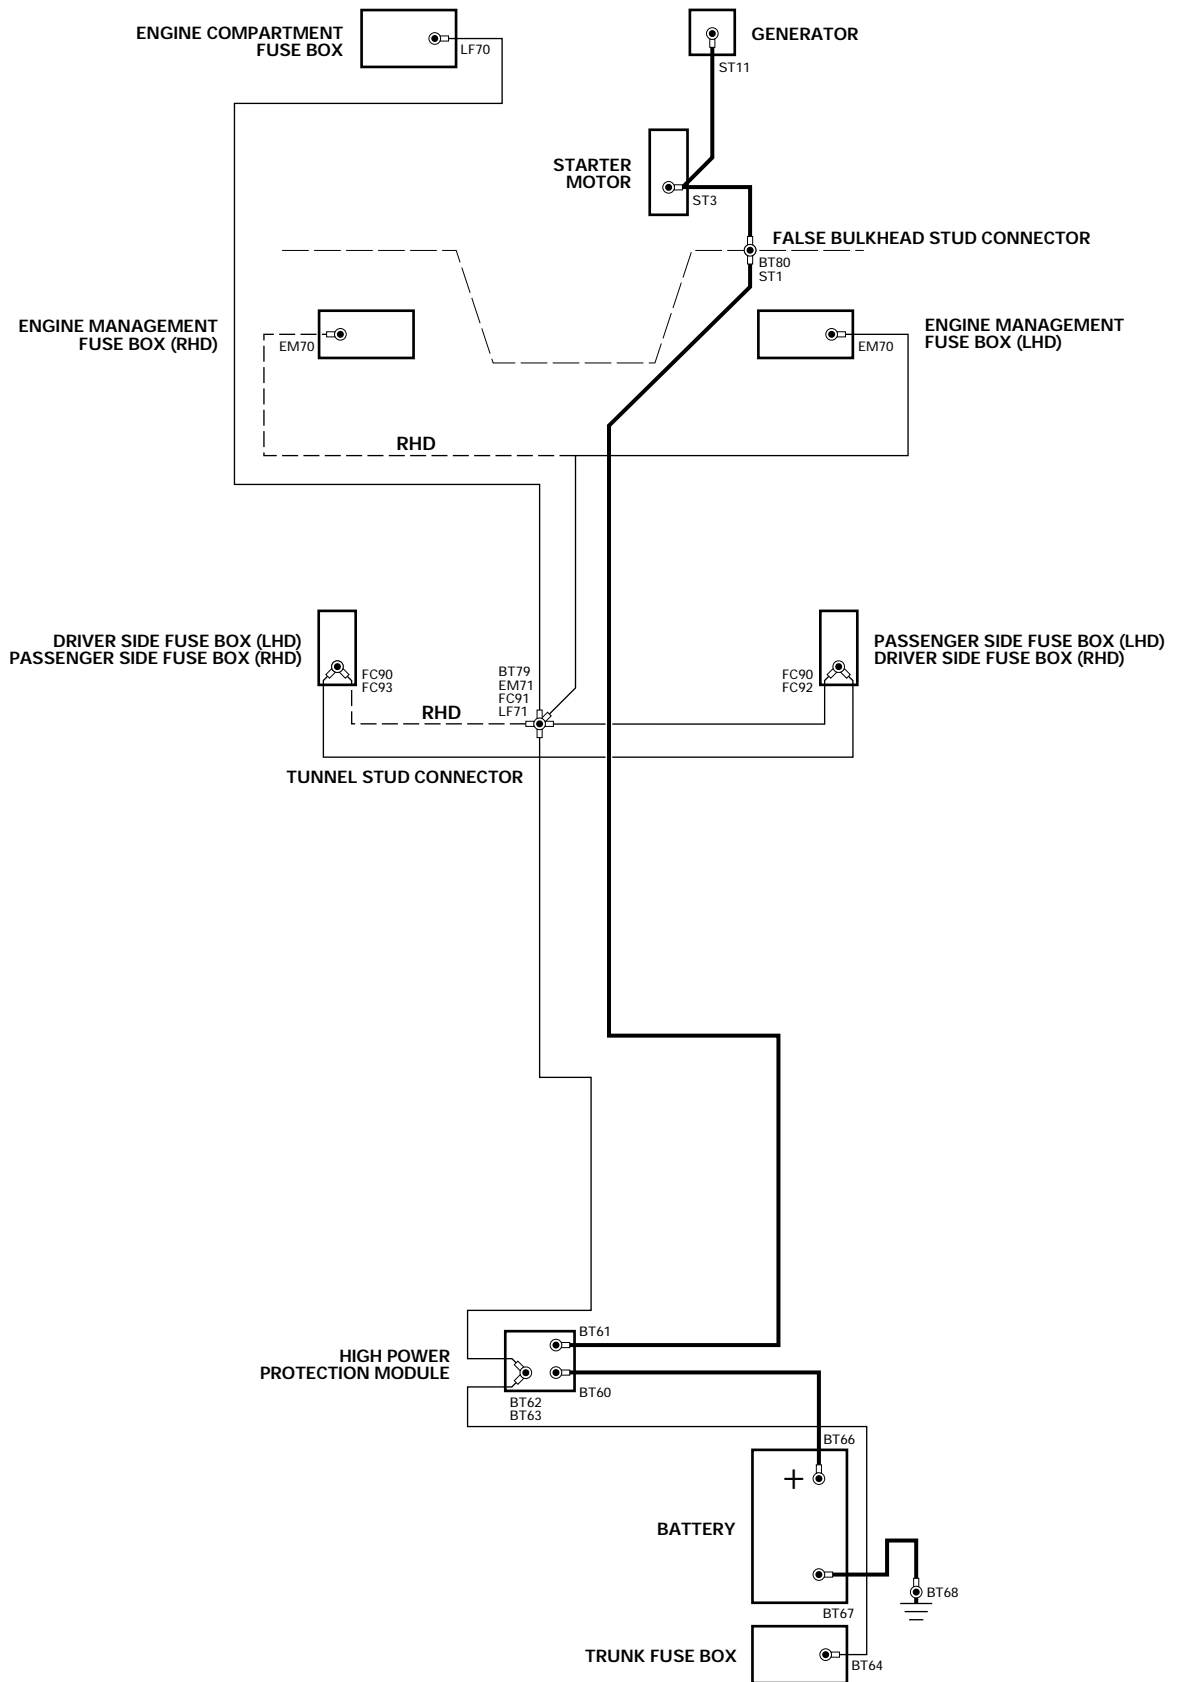 ENGINE COMPARTMENT
FUSE BOX
LF70
GENERATOR
ST11
STARTER
MOTOR
ST3
FALSE BULKHEAD STUD CONNECTOR
BT80
ST1
ENGINE MANAGEMENT
FUSE BOX (RHD)
EM70
ENGINE MANAGEMENT
FUSE BOX (LHD)
EM70
RHD
DRIVER SIDE FUSE BOX (LHD)
PASSENGER SIDE FUSE BOX (RHD)
FC90
FC93
BT79
EM71
FC91
LF71
FC90
FC92
PASSENGER SIDE FUSE BOX (LHD)
DRIVER SIDE FUSE BOX (RHD)
RHD
TUNNEL STUD CONNECTOR
BT61
HIGH POWER
PROTECTION MODULE
BT60
BT62
BT63
BT66
+
BATTERY
BT68
BT67
TRUNK FUSE BOX
BT64